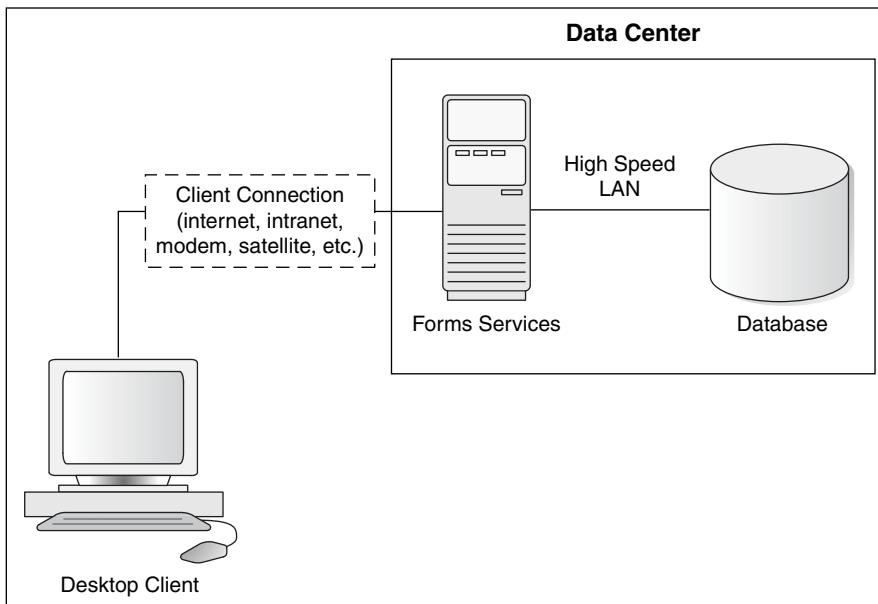 Data Center
High Speed
LAN
Client Connection
(internet, intranet,
modem, satellite, etc.)
Forms Services
Database
Desktop Client